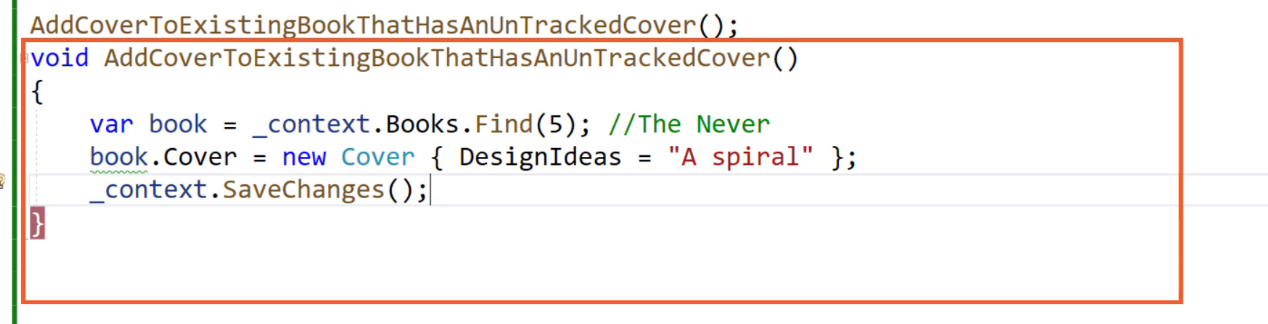 AddCoverToExistingBookThatHasAnUnTrackedCover();
void AddCoverToExistingBookThatHasAnUnTrackedCover()
{
var book = _context.Books.Find(5); //The Never
book.Cover = new Cover { DesignIdeas = "A spiral" };
_context.SaveChanges();
}